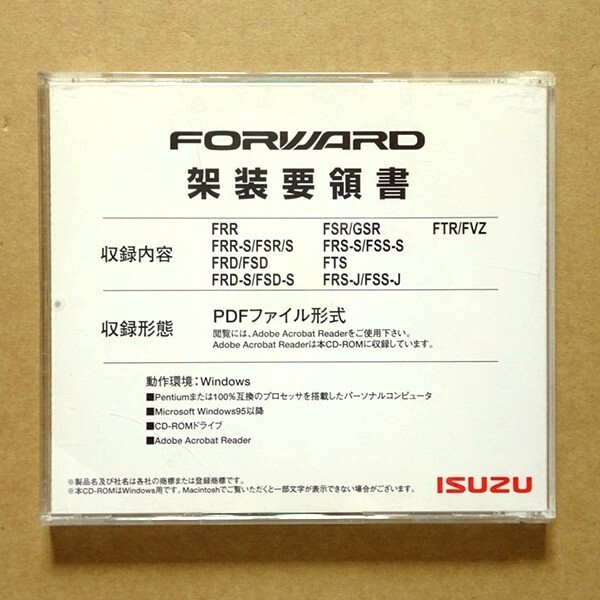 FORWARD
架装要領書
収録内容
FRR FSR/GSR FTR/FVZ
FRR-S/FSR/S FRS-S/FSS-S
FRD/FSD FTS
FRD-S/FSD-S FRS-J/FSS-J
収録形態
PDFファイル形式
閲覧には、Adobe Acrobat Readerをご使用下さい。
Adobe Acrobat Readerは本CD-ROMに収録しています。
動作環境:Windows
■Pentiumまたは100%互換のプロセッサを搭載したパーソナルコンピュータ
■Microsoft Windows95以降
■CD-ROMドライブ
■Adobe Acrobat Reader
※製品名及び社名は各社の商標または登録商標です。
※本CD-ROMはWindows用です。Macintoshでご覧いただくと一部文字が表示できない場合がございます。
ISUZU